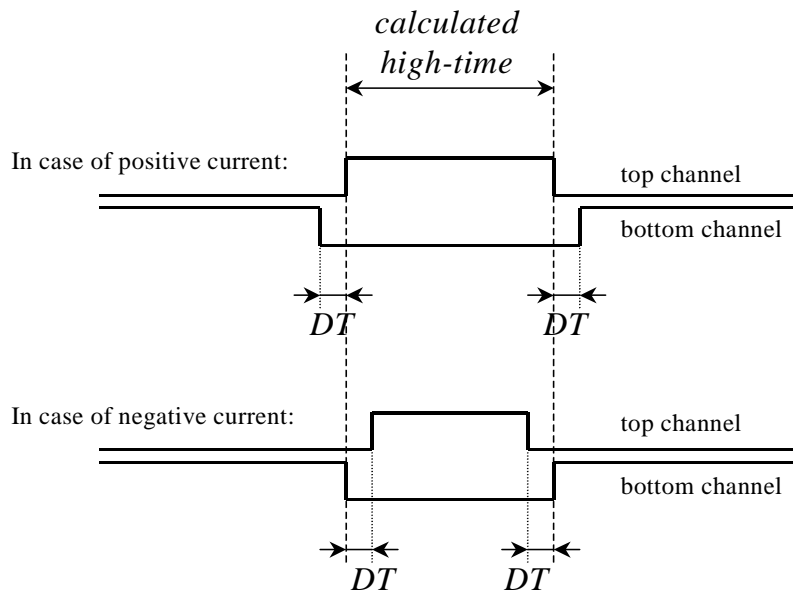 calculated
high-time
In case of positive current:
top channel
bottom channel
DT
DT
In case of negative current:
top channel
bottom channel
DT
DT